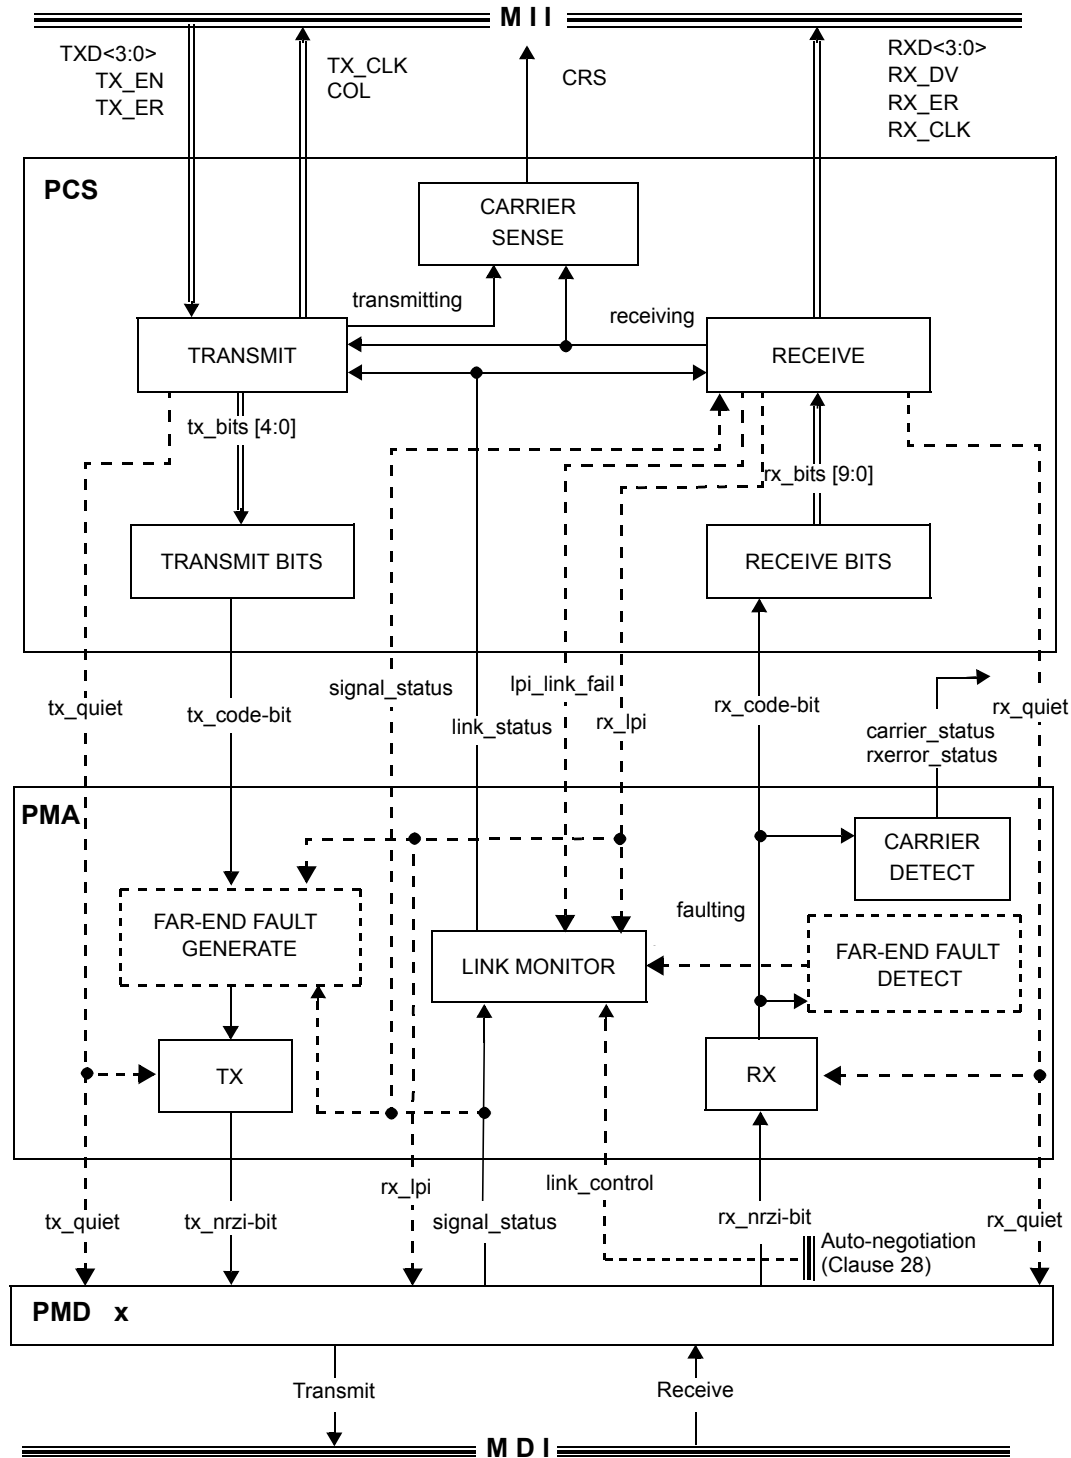 M I I
TXD<3:0>
TX_EN
TX_ER
TX_CLK
COL
CRS
RXD<3:0>
RX_DV
RX_ER
RX_CLK
PCS
CARRIER
SENSE
transmitting
receiving
TRANSMIT
RECEIVE
tx_bits [4:0]
rx_bits [9:0]
TRANSMIT BITS
RECEIVE BITS
tx_quiet
tx_code-bit
signal_status
link_status
lpi_link_fail
rx_lpi
rx_code-bit
carrier_status
rxerror_status
rx_quiet
PMA
CARRIER
DETECT
FAR-END FAULT
GENERATE
faulting
LINK MONITOR
FAR-END FAULT
DETECT
TX
RX
tx_quiet
tx_nrzi-bit
rx_lpi
signal_status
link_control
rx_nrzi-bit
Auto-negotiation
(Clause 28)
rx_quiet
PMD x
Transmit
Receive
M D I